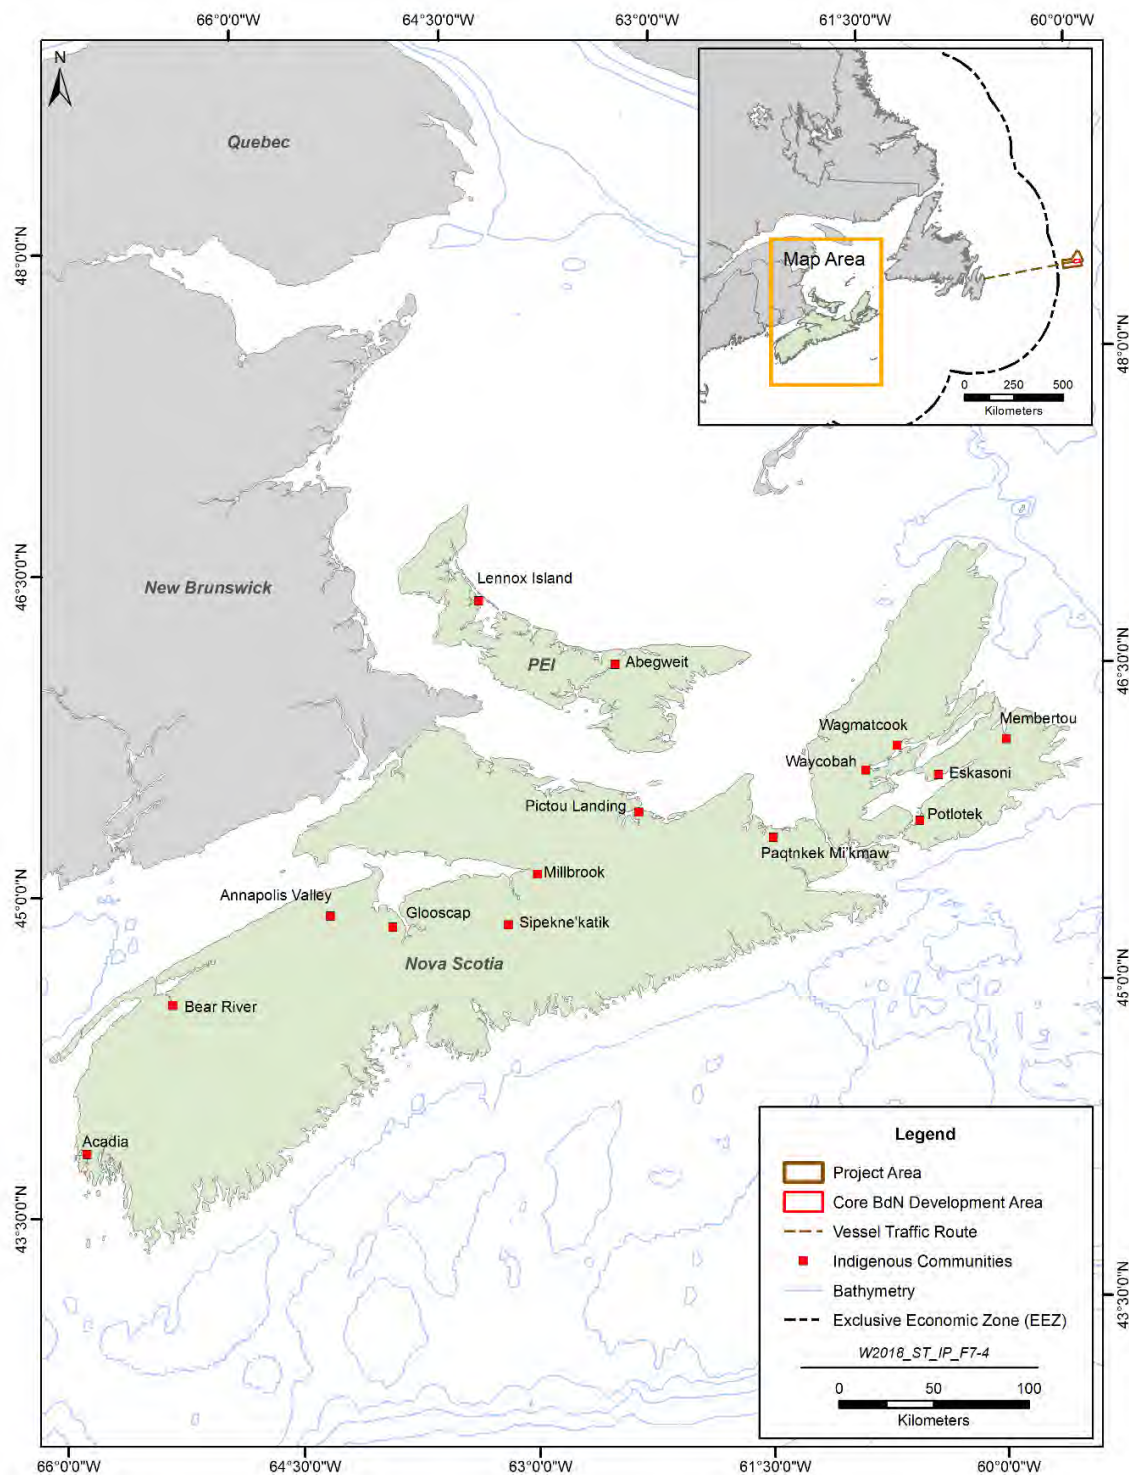 66°0'0"W 64°30'0"W 63°0'0"W 61°30'0"W 60°0'0"W
N
Quebec
Map Area
0 250 500
Kilometers
48°0'0"N
48°0'0"N
46°30'0"N
46°30'0"N
New Brunswick
Lennox Island
PEI
Abegweit
Wagmatcook
Membertou
Waycobah
Eskasoni
Pictou Landing
Potlotek
Paqtnkek Mi'kmaw
Millbrook
Annapolis Valley
Glooscap
Sipekne'katik
Nova Scotia
Bear River
Acadia
45°0'0"N
45°0'0"N
43°30'0"N
43°30'0"N
Legend
Project Area
Core BdN Development Area
Vessel Traffic Route
Indigenous Communities
Bathymetry
Exclusive Economic Zone (EEZ)
W2018_ST_IP_F7-4
0 50 100
Kilometers
66°0'0"W 64°30'0"W 63°0'0"W 61°30'0"W 60°0'0"W